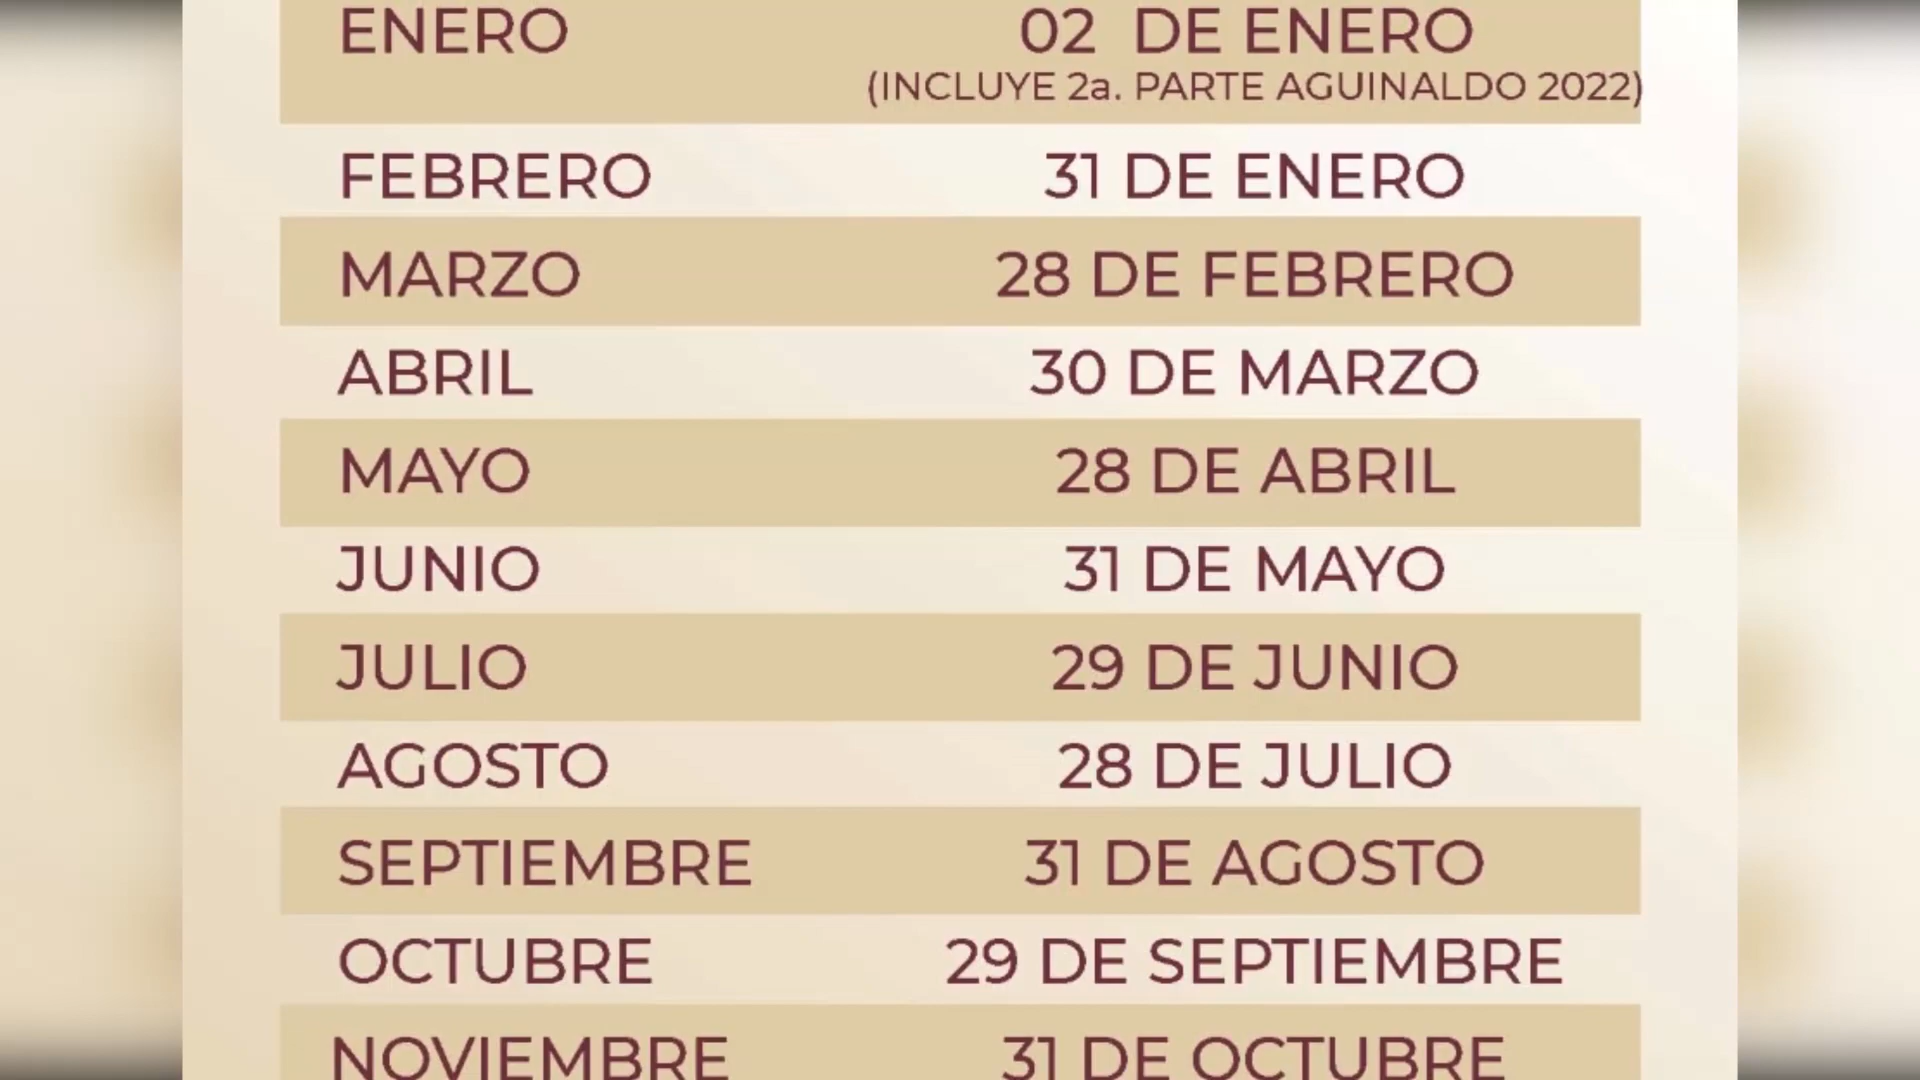 ENERO 02 DE ENERO
(INCLUYE 2a. PARTE AGUINALDO 2022)
FEBRERO 31 DE ENERO
MARZO 28 DE FEBRERO
ABRIL 30 DE MARZO
MAYO 28 DE ABRIL
JUNIO 31 DE MAYO
JULIO 29 DE JUNIO
AGOSTO 28 DE JULIO
SEPTIEMBRE 31 DE AGOSTO
OCTUBRE 29 DE SEPTIEMBRE
NOVIEMBRE 31 DE OCTUBRE